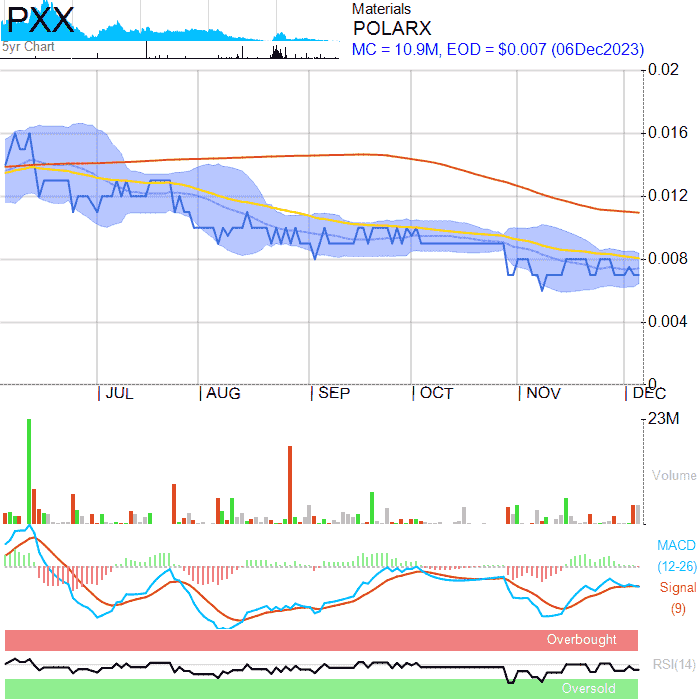 PXX
5yr Chart
Materials
POLARX
MC = 10.9M, EOD = $0.007 (06Dec2023)
0.02
0.016
0.012
0.008
0.004
0
JUL AUG SEP OCT NOV DEC
23M
Volume
MACD
(12-26)
Signal
(9)
Overbought
RSI(14)
Oversold